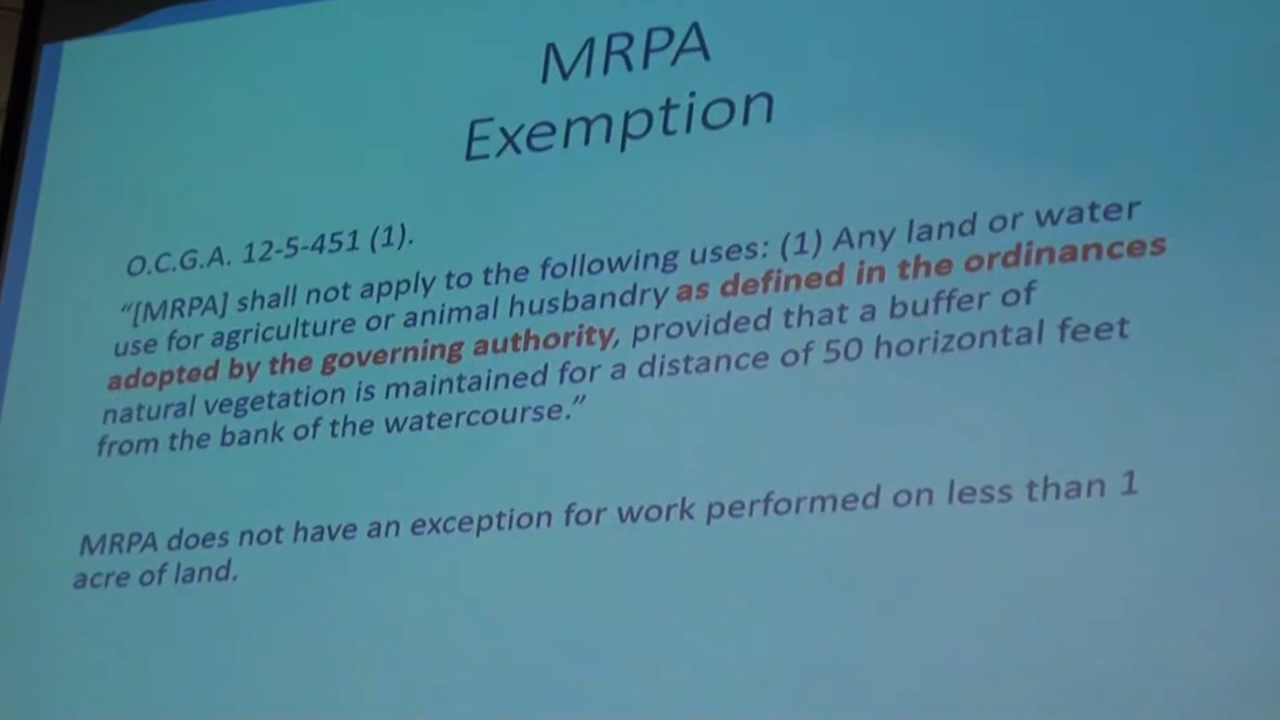 MRPA
Exemption
O.C.G.A. 12-5-451 (1).
“[MRPA] shall not apply to the following uses: (1) Any land or water
use for agriculture or animal husbandry as defined in the ordinances
adopted by the governing authority, provided that a buffer of
natural vegetation is maintained for a distance of 50 horizontal feet
from the bank of the watercourse.”
MRPA does not have an exception for work performed on less than 1
acre of land.